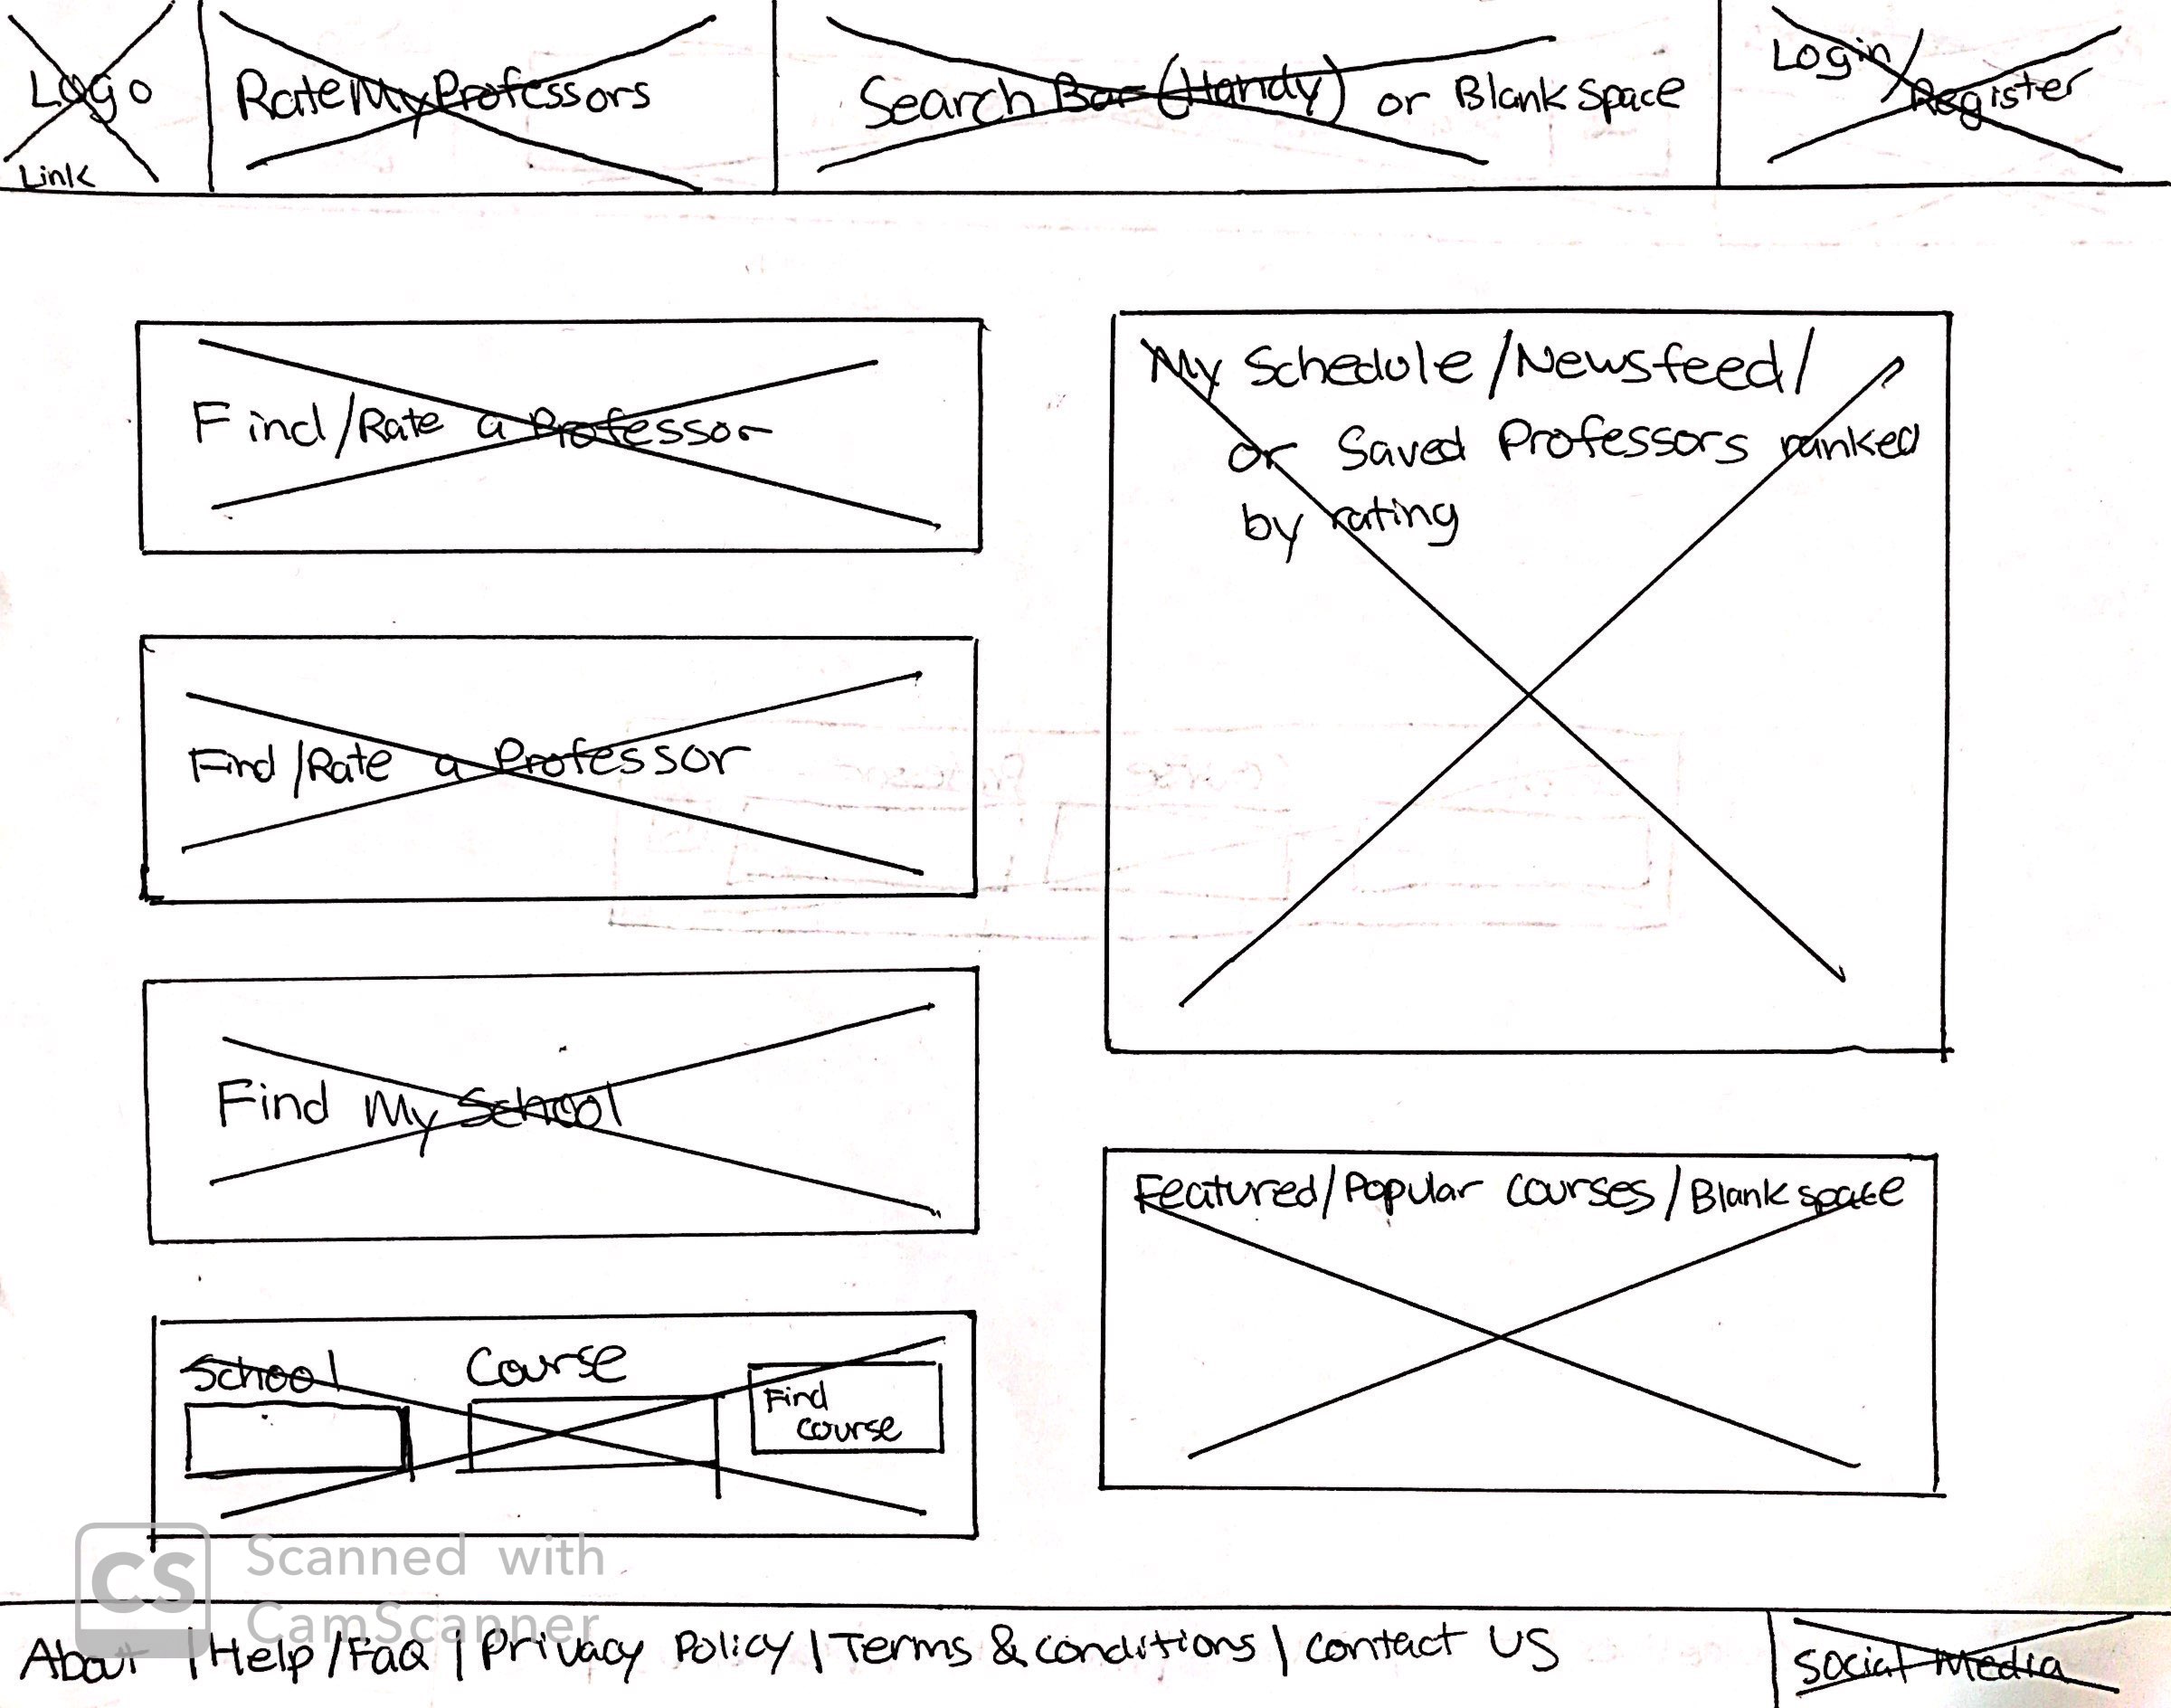 Logo
Link
RateMyProfessors
Search Bar (Handy) or Blank space
Login/
Register
Find/Rate a Professor
Find/Rate a Professor
Find My School
School
Course
Find
course
My Schedule/Newsfeed/
or Saved Professors ranked
by rating
Featured/Popular courses/Blank space
CS
Scanned with
CamScanner
About | Help/FaQ | Privacy Policy | Terms & conditions | Contact US
Social Media